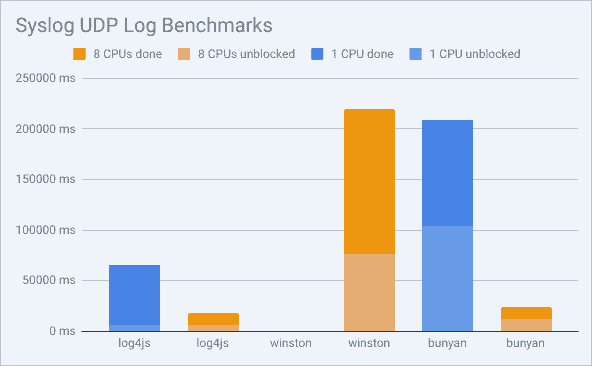 Syslog UDP Log Benchmarks
8 CPUs done 8 CPUs unblocked 1 CPU done 1 CPU unblocked
250000 ms
200000 ms
150000 ms
100000 ms
50000 ms
0 ms
log4js log4js winston winston bunyan bunyan